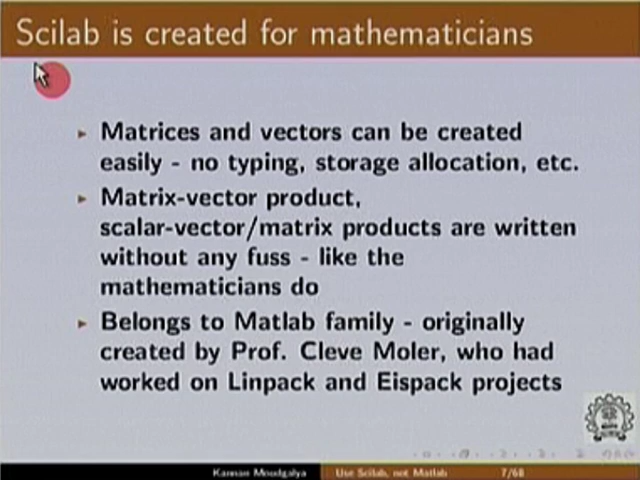 Scilab is created for mathematicians
Matrices and vectors can be created
easily - no typing, storage allocation, etc.
Matrix-vector product,
scalar-vector/matrix products are written
without any fuss - like the
mathematicians do
Belongs to Matlab family - originally
created by Prof. Cleve Moler, who had
worked on Linpack and Eispack projects
Kannan Moudgalya Use Scilab, not Matlab 7/68